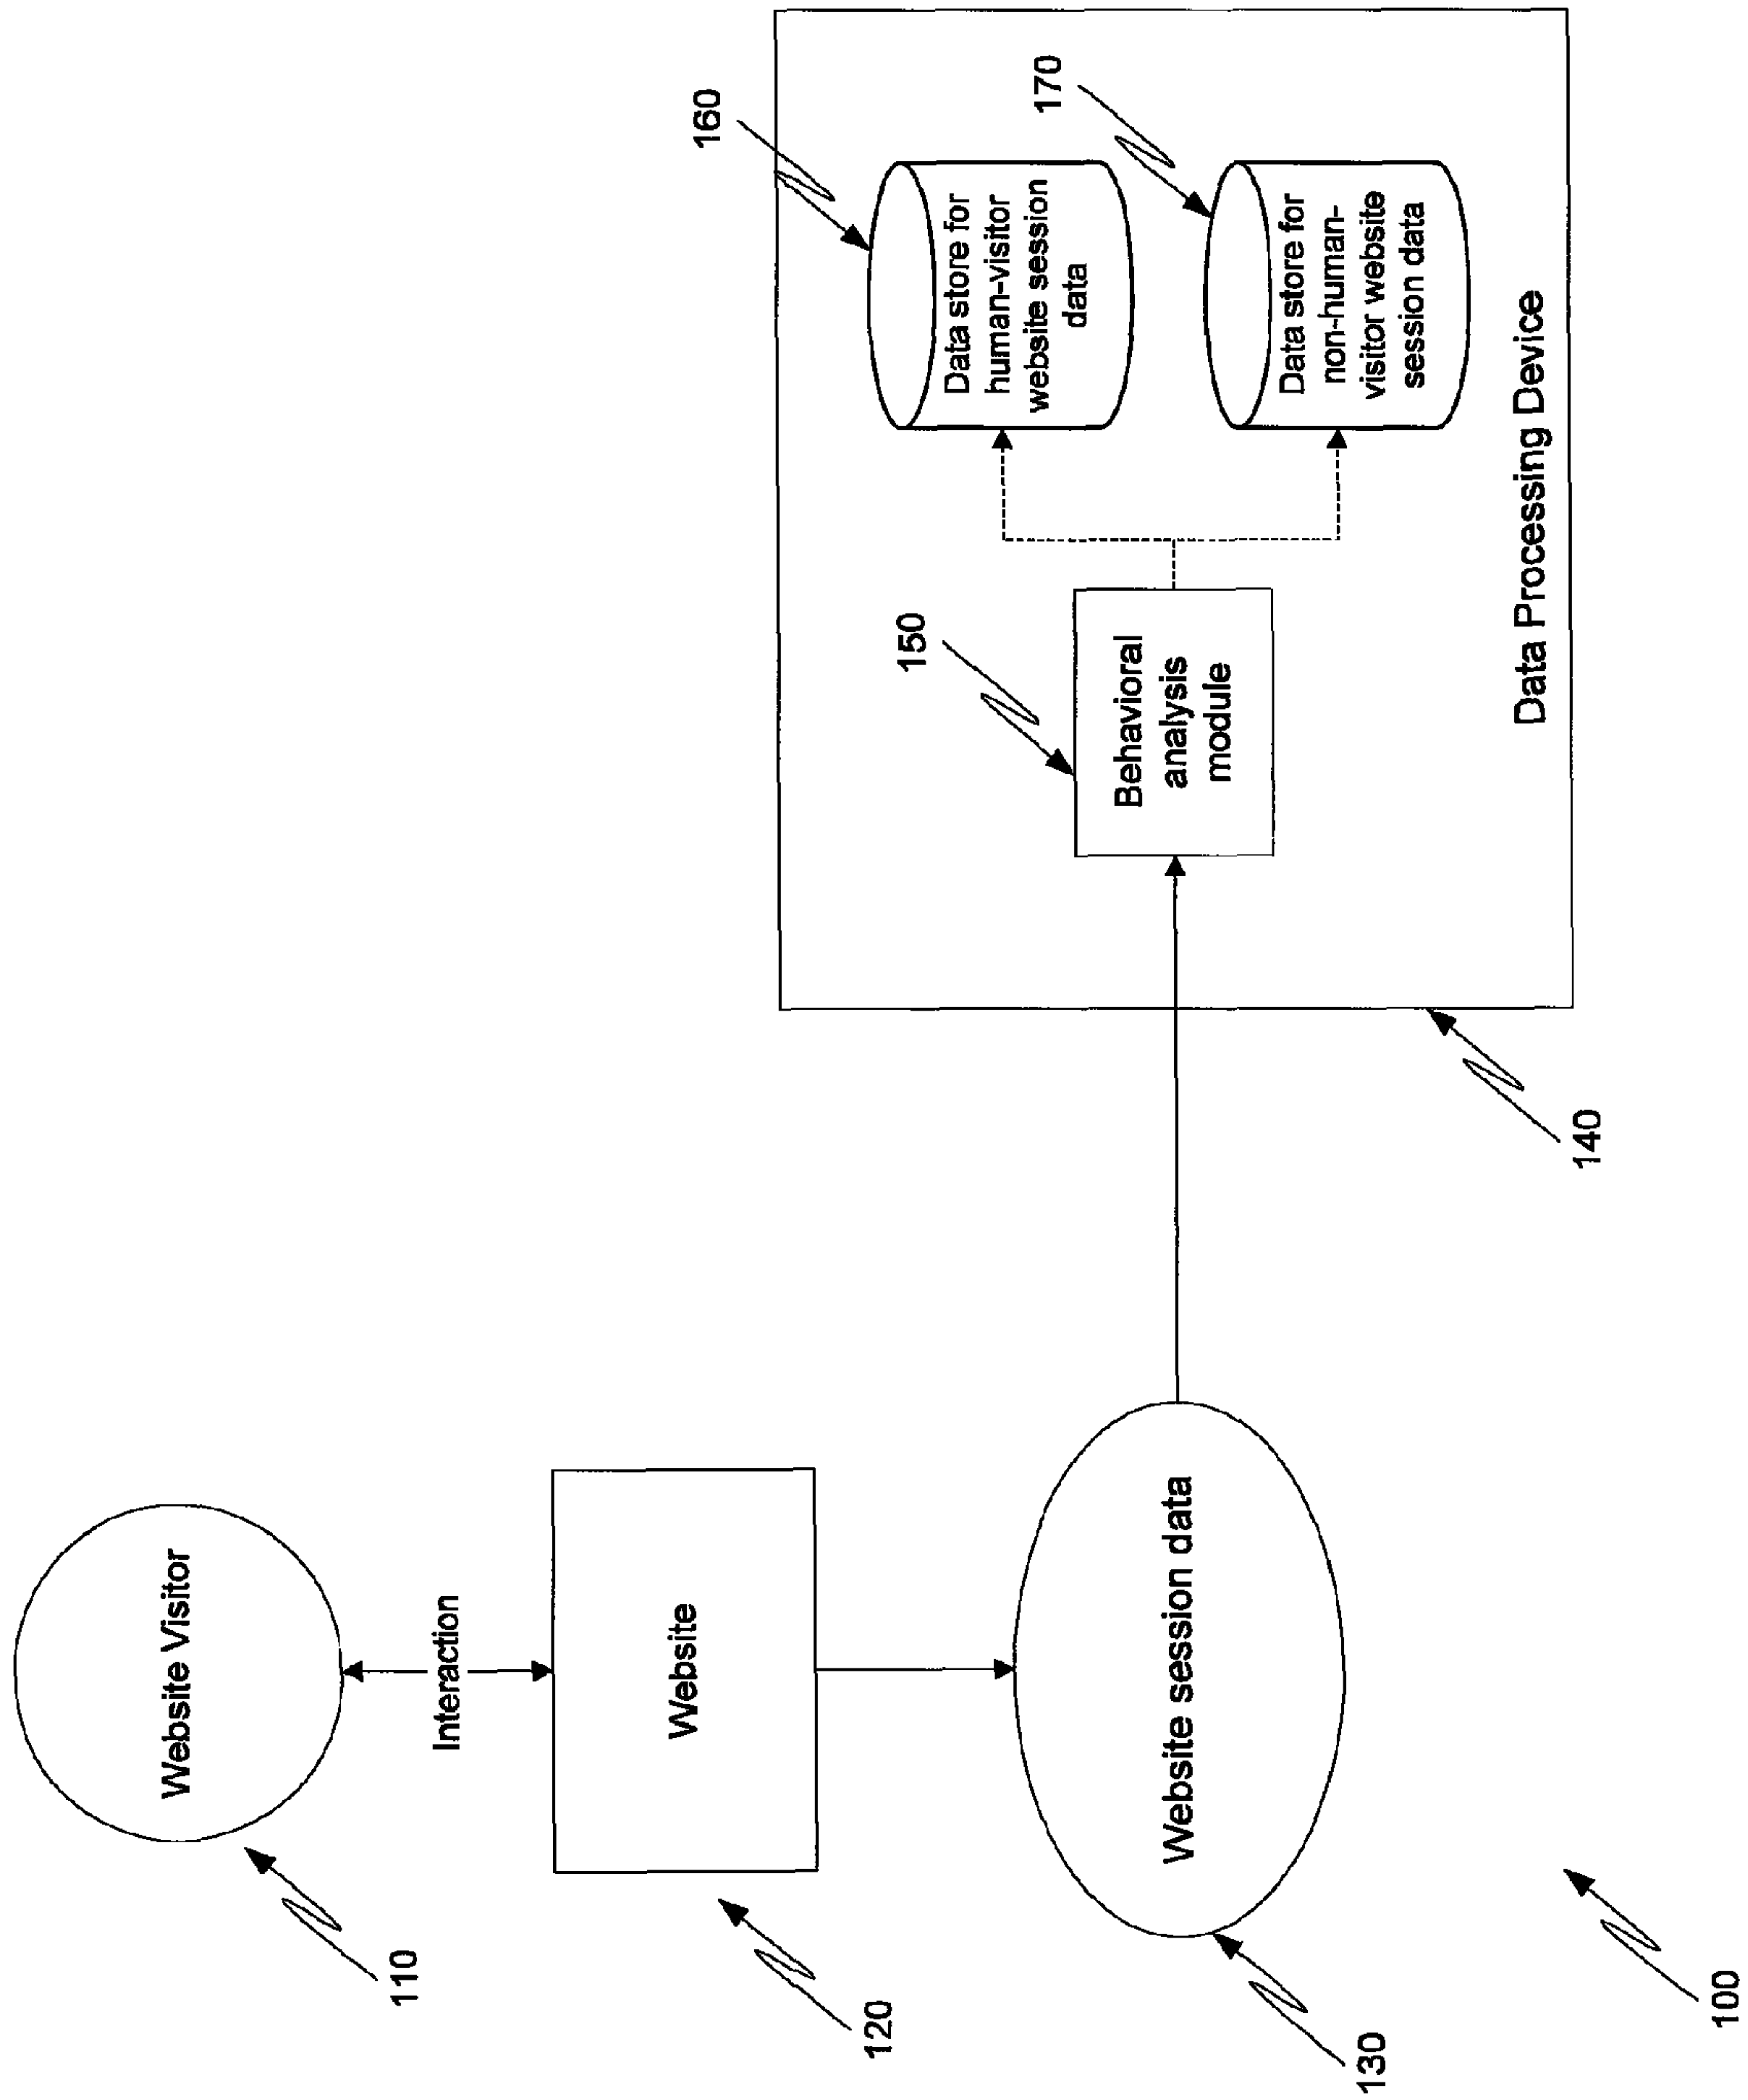 110
Website Visitor
Interaction
120
Website
130
Website session data
100
140
150
Behavioral
analysis
module
160
Data store for
human-visitor
website session
data
170
Data store for
non-human-
visitor website
session data
Data Processing Device